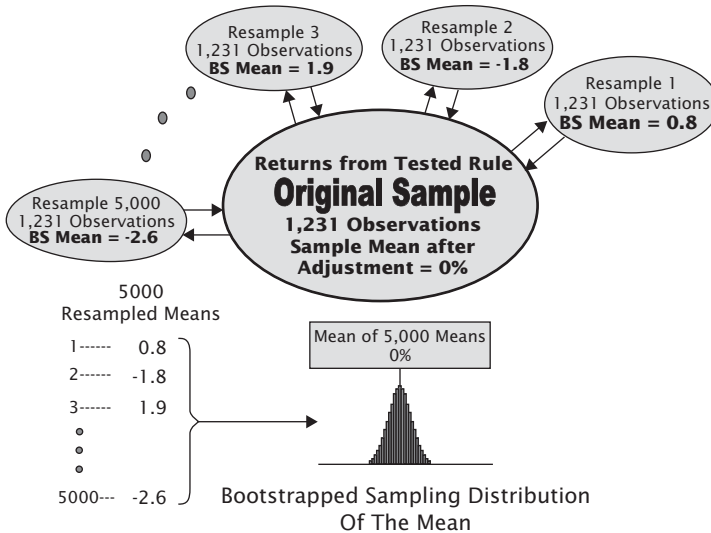 Resample 3
1,231 Observations
BS Mean = 1.9
Resample 2
1,231 Observations
BS Mean = -1.8
Resample 1
1,231 Observations
BS Mean = 0.8
Returns from Tested Rule
Original Sample
1,231 Observations
Sample Mean after
Adjustment = 0%
Resample 5,000
1,231 Observations
BS Mean = -2.6
5000
Resampled Means
1------ 0.8
2------ -1.8
3------ 1.9
5000--- -2.6
Mean of 5,000 Means
0%
Bootstrapped Sampling Distribution
Of The Mean